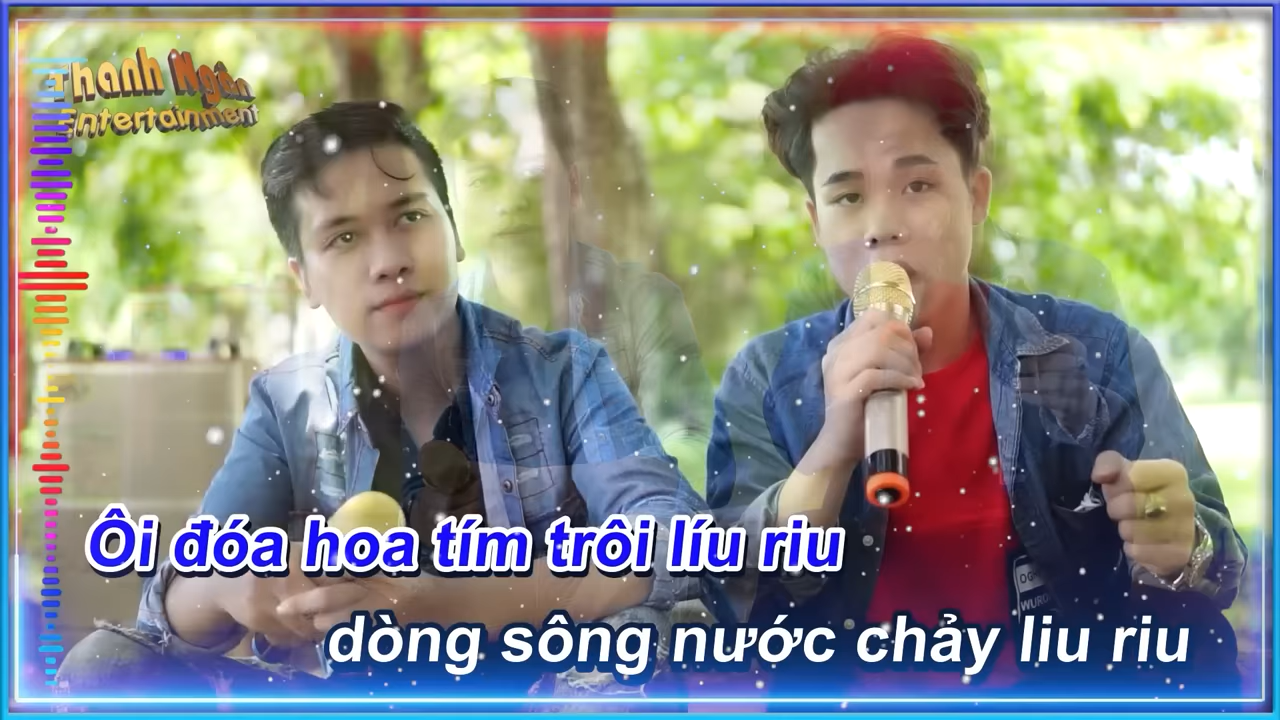 Thanh Ngân
Entertainment
Ôi đóa hoa tím trôi líu riu
dòng sông nước chảy liu riu